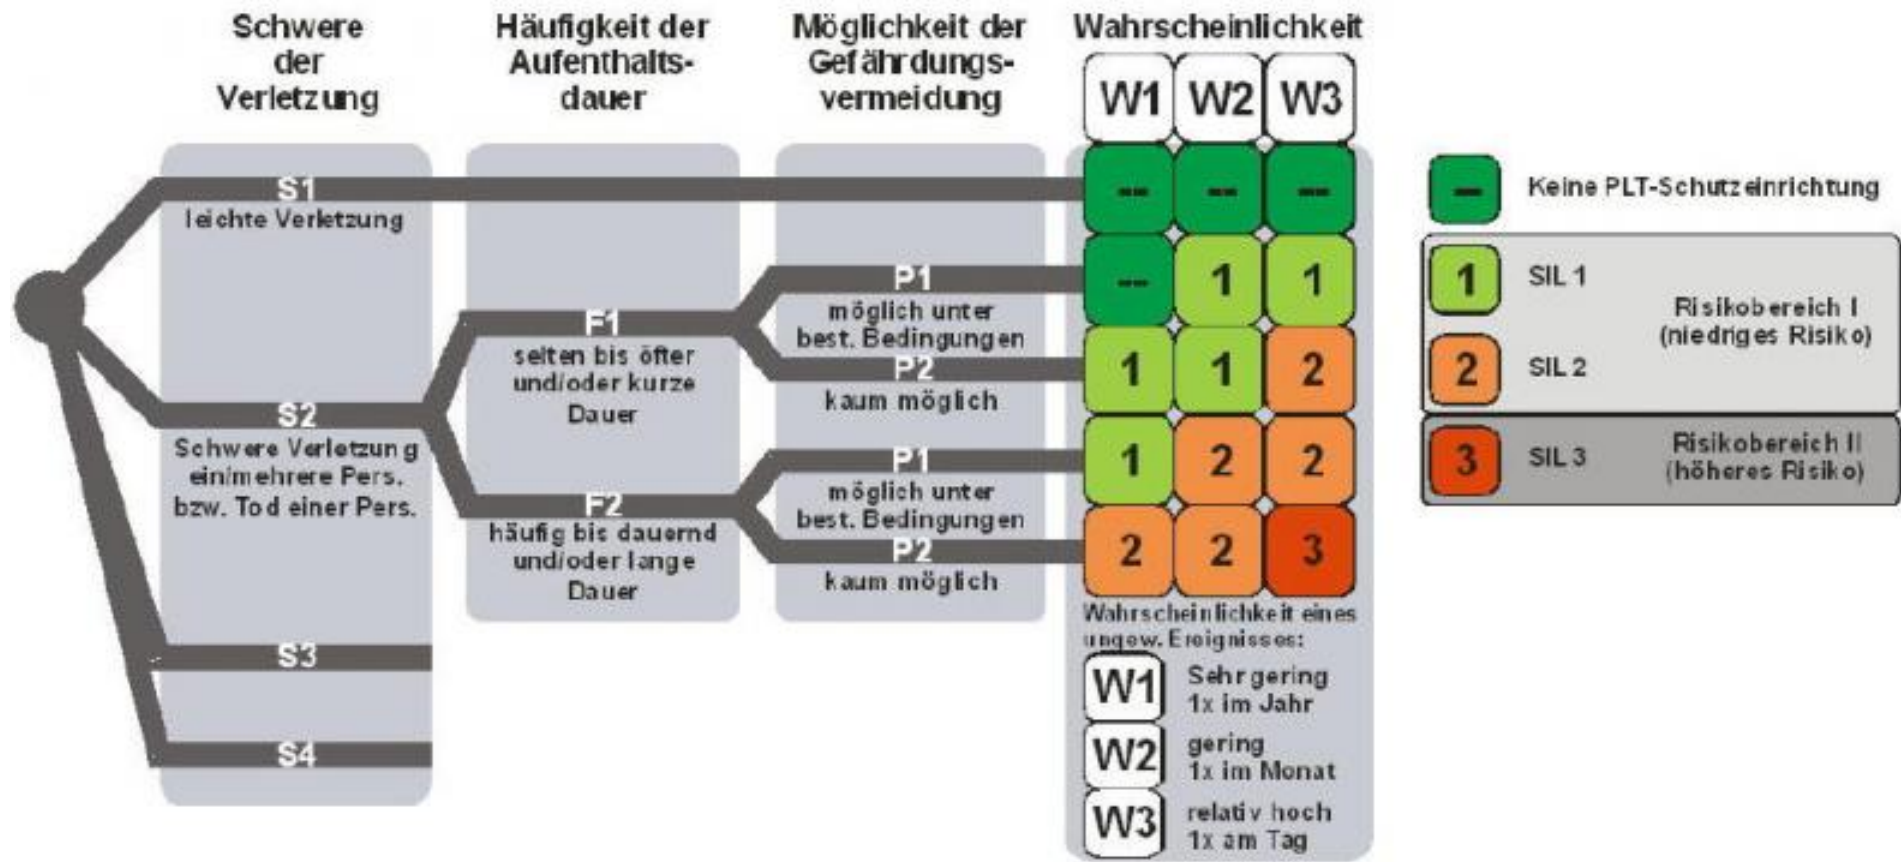 Schwere
der
Verletzung
Häufigkeit der
Aufenthalts-
dauer
Möglichkeit der
Gefährdungs-
vermeidung
Wahrscheinlichkeit
W1 W2 W3
S1
leichte Verletzung
-- -- --
P1
möglich unter
best. Bedingungen
-- 1 1
F1
selten bis öfter
und/oder kurze
Dauer
P2
kaum möglich
1 1 2
S2
Schwere Verletzung
ein/mehrere Pers.
bzw. Tod einer Pers.
P1
möglich unter
best. Bedingungen
1 2 2
F2
häufig bis dauernd
und/oder lange
Dauer
P2
kaum möglich
2 2 3
S3
S4
Wahrscheinlichkeit eines
ungew. Ereignisses:
W1 Sehr gering
1x im Jahr
W2 gering
1x im Monat
W3 relativ hoch
1x am Tag
– Keine PLT-Schutzeinrichtung
1 SIL 1
2 SIL 2
Risikobereich I
(niedriges Risiko)
3 SIL 3
Risikobereich II
(höheres Risiko)